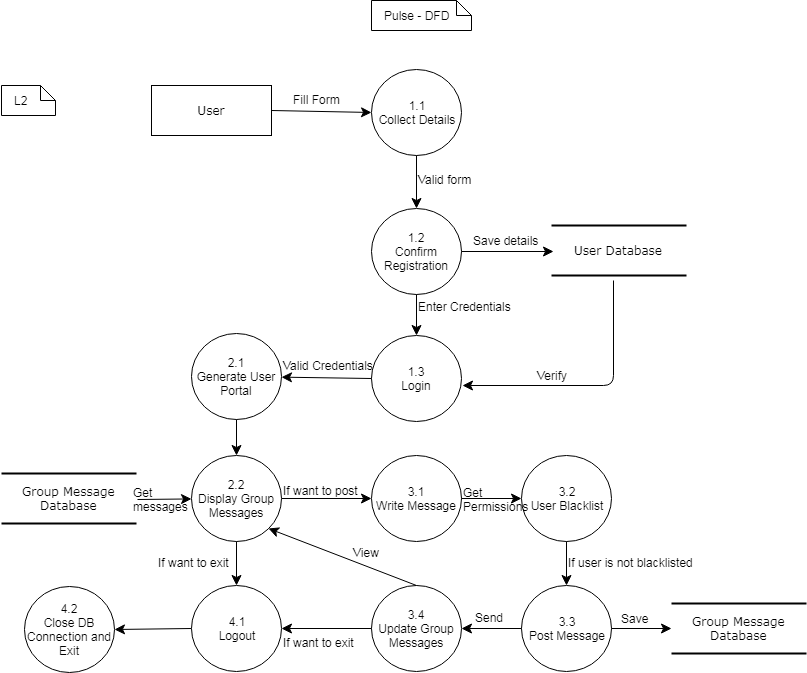 Pulse - DFD
L2
User
Fill Form
1.1
Collect Details
Valid form
1.2
Confirm
Registration
Save details
User Database
Enter Credentials
2.1
Generate User
Portal
Valid Credentials
1.3
Login
Verify
Group Message
Database
Get
messages
2.2
Display Group
Messages
If want to post
3.1
Write Message
Get
Permissions
3.2
User Blacklist
If want to exit
View
If user is not blacklisted
4.2
Close DB
Connection and
Exit
4.1
Logout
If want to exit
3.4
Update Group
Messages
Send
3.3
Post Message
Save
Group Message
Database